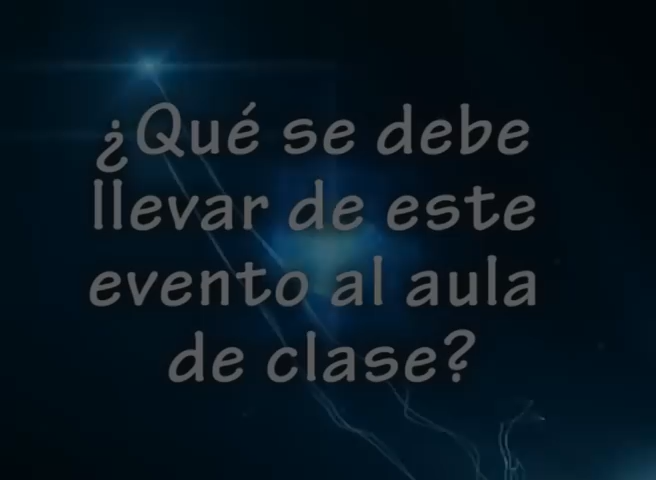 ¿Qué se debe
llevar de este
evento al aula
de clase?